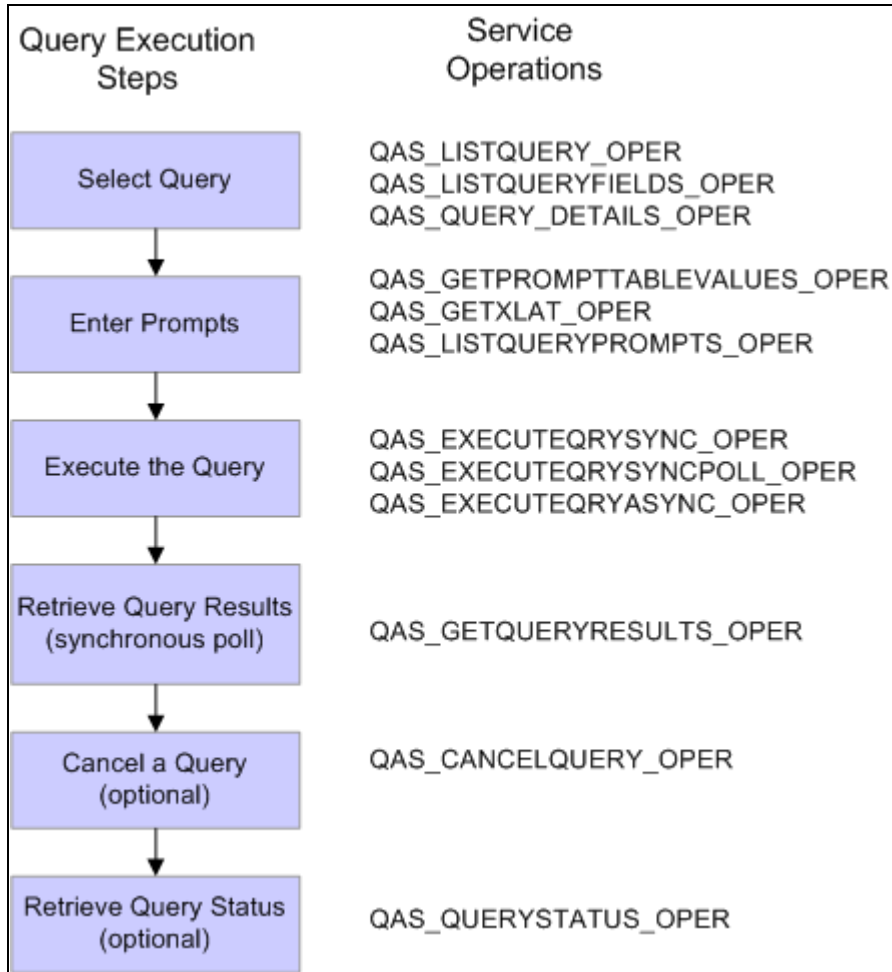 Query Execution
Steps
Service
Operations
Select Query
QAS_LISTQUERY_OPER
QAS_LISTQUERYFIELDS_OPER
QAS_QUERY_DETAILS_OPER
Enter Prompts
QAS_GETPROMPTTABLEVALUES_OPER
QAS_GETXLAT_OPER
QAS_LISTQUERYPROMPTS_OPER
Execute the Query
QAS_EXECUTEQRYSYNC_OPER
QAS_EXECUTEQRYSYNCPOLL_OPER
QAS_EXECUTEQRYASYNC_OPER
Retrieve Query Results
(synchronous poll)
QAS_GETQUERYRESULTS_OPER
Cancel a Query
(optional)
QAS_CANCELQUERY_OPER
Retrieve Query Status
(optional)
QAS_QUERYSTATUS_OPER